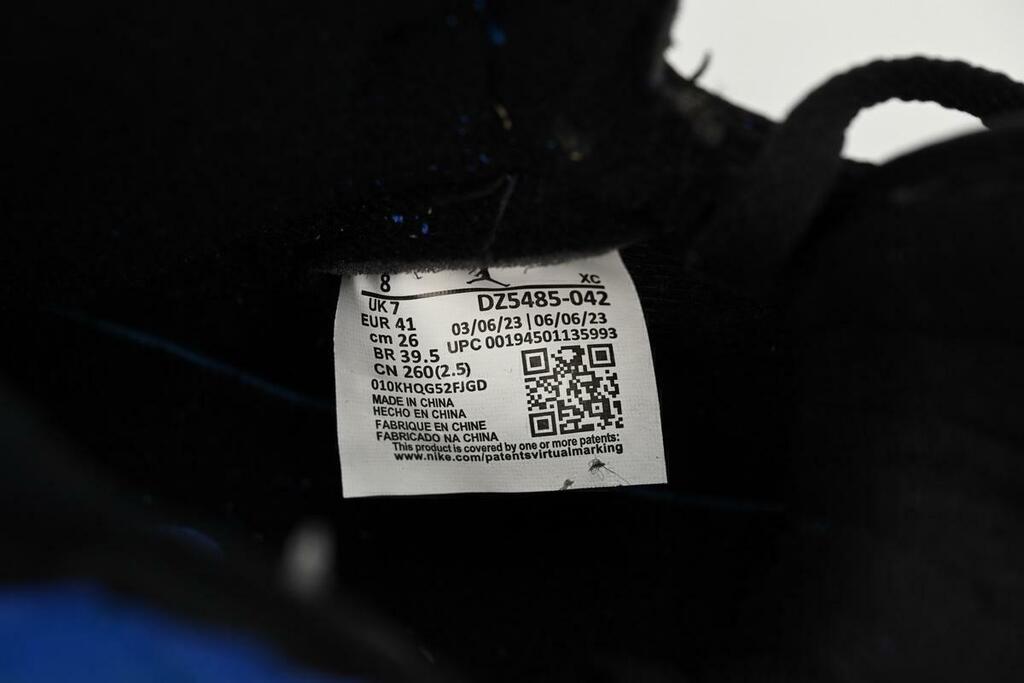 8 XC
UK 7 DZ5485-042
EUR 41 03/06/23 | 06/06/23
cm 26 UPC 00194501135993
BR 39.5
CN 260(2.5)
010KHQG52FJGD
MADE IN CHINA
HECHO EN CHINA
FABRIQUE EN CHINE
FABRICADO NA CHINA
This product is covered by one or more patents:
www.nike.com/patentsvirtualmarking